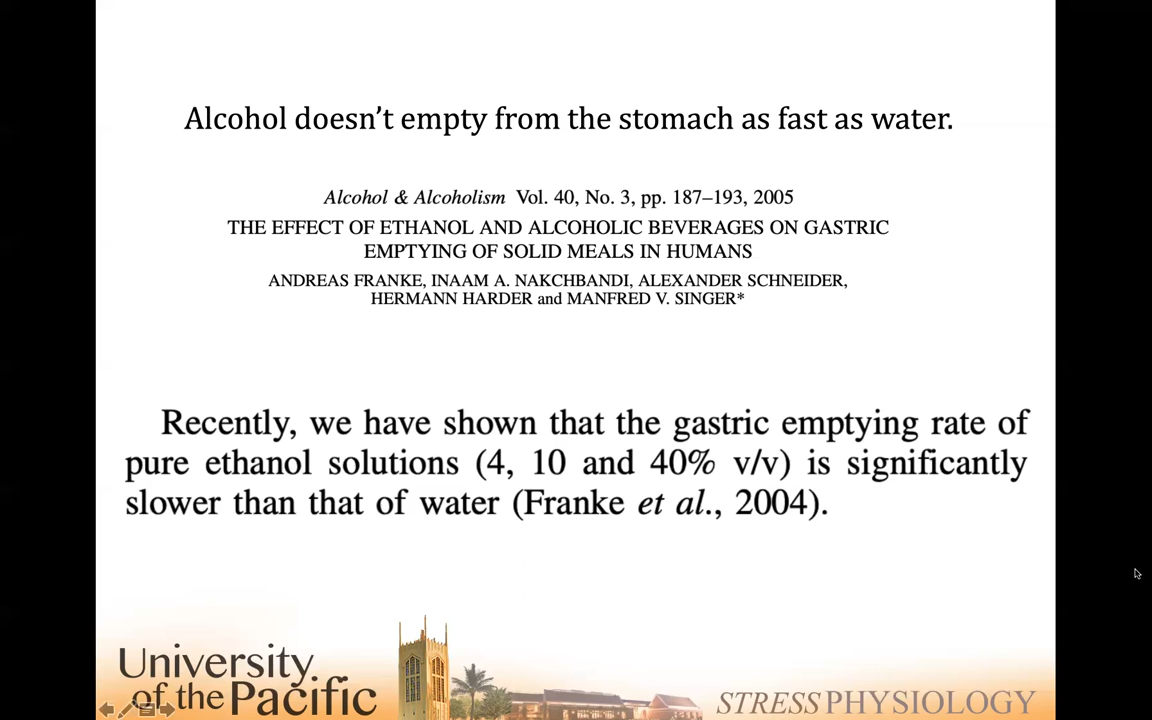 Alcohol doesn’t empty from the stomach as fast as water.
Alcohol & Alcoholism Vol. 40, No. 3, pp. 187–193, 2005
THE EFFECT OF ETHANOL AND ALCOHOLIC BEVERAGES ON GASTRIC
EMPTYING OF SOLID MEALS IN HUMANS
ANDREAS FRANKE, INAAM A. NAKCHBANDI, ALEXANDER SCHNEIDER,
HERMANN HARDER and MANFRED V. SINGER*
Recently, we have shown that the gastric emptying rate of
pure ethanol solutions (4, 10 and 40% v/v) is significantly
slower than that of water (Franke et al., 2004).
University
of the Pacific
STRESSPHYSIOLOGY